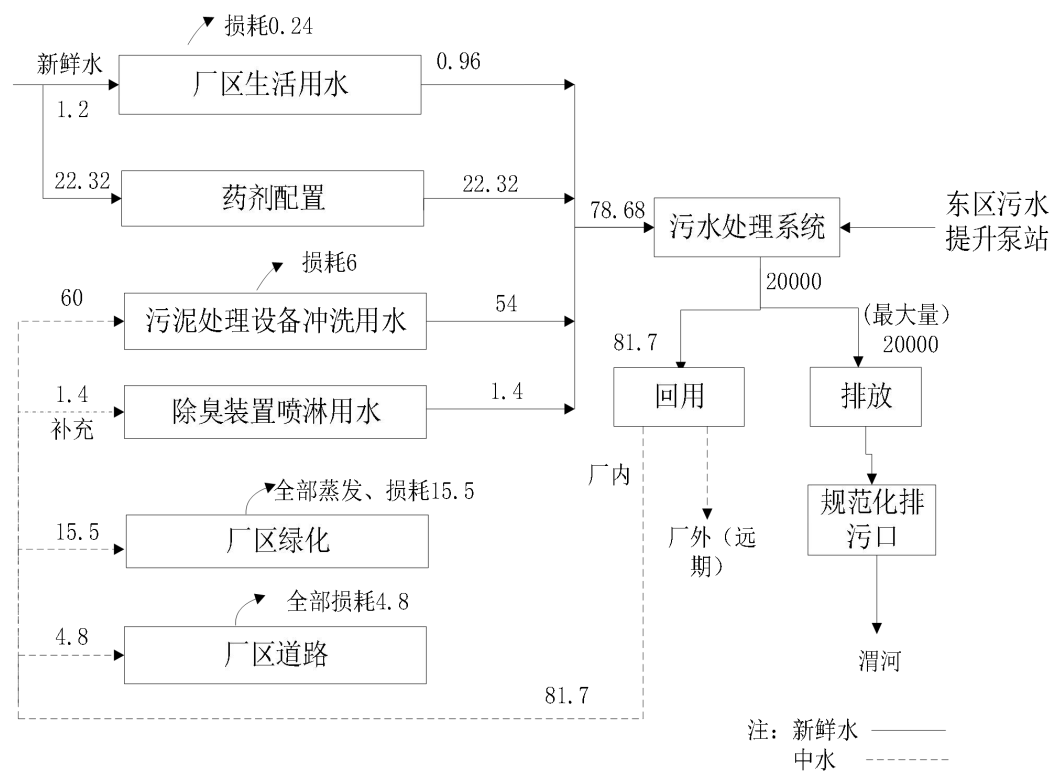 损耗0.24
新鲜水
0.96
厂区生活用水
1.2
22.32
药剂配置
22.32
78.68
污水处理系统
东区污水
提升泵站
损耗6
60
污泥处理设备冲洗用水
54
20000
(最大量)
20000
81.7
1.4
补充
除臭装置喷淋用水
1.4
回用
排放
厂内
全部蒸发、损耗15.5
15.5
厂区绿化
规范化排
污口
厂外（远
期）
全部损耗4.8
4.8
厂区道路
渭河
81.7
注：新鲜水
中水